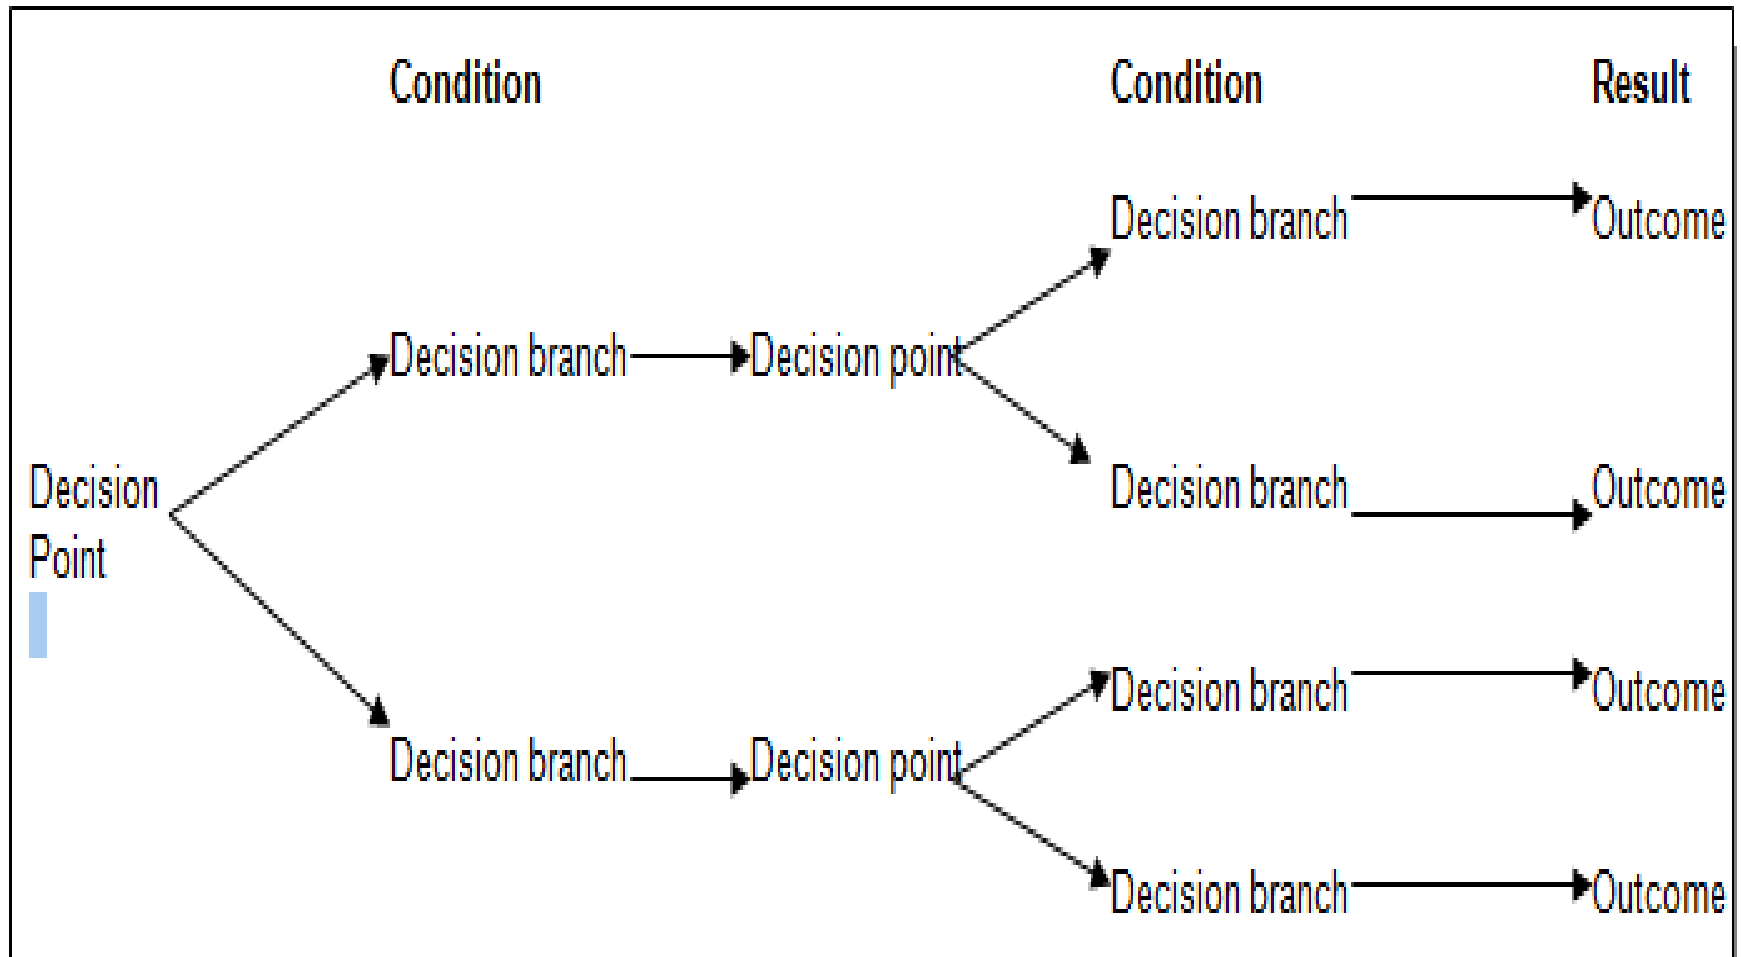 Condition Condition Result
Decision branch Outcome
Decision branch Decision point
Decision branch Outcome
Decision
Point
Decision branch Outcome
Decision branch Decision point
Decision branch Outcome